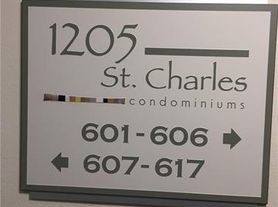 1205
St. Charles
condominiums
601-606 →
← 607-617